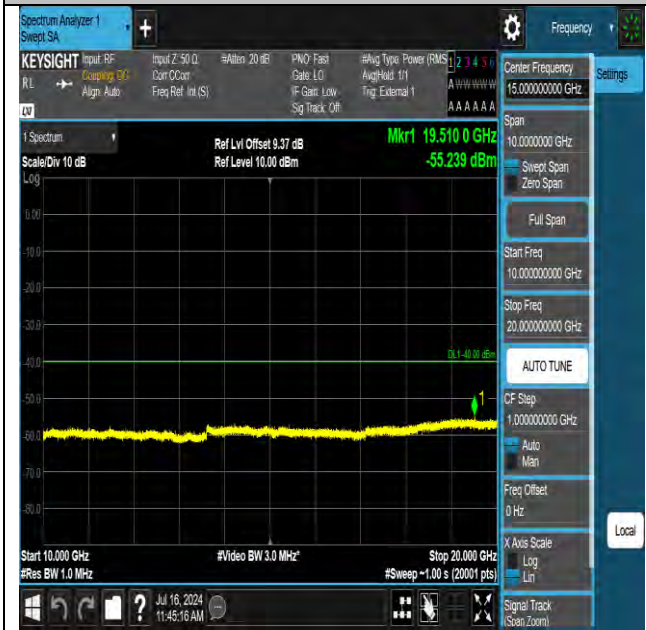 Spectrum Analyzer 1
Swept SA
+
Frequency
KEYSIGHT
RL
Input: RF
Coupling: DC
Align: Auto
Input Z: 50 Ω
Corr CCorr
Freq Ref: Int (S)
#Atten: 20 dB
PNO: Fast
Gate: LO
IF Gain: Low
Sig Track: Off
#Avg Type: Power (RMS
Avg|Hold: 1/1
Trig: External 1
1 2 3 4 5 6
A W W W W W
A A A A A A
1 Spectrum
Scale/Div 10 dB
Log
Ref Lvl Offset 9.37 dB
Ref Level 10.00 dBm
Mkr1 19.510 0 GHz
-55.239 dBm
0.00
-10.0
-20.0
-30.0
-40.0
-50.0
-60.0
-70.0
-80.0
DL1 -40.00 dBm
1
Start 10.000 GHz
#Res BW 1.0 MHz
#Video BW 3.0 MHz*
Stop 20.000 GHz
#Sweep ~1.00 s (20001 pts)
Jul 16, 2024
11:45:16 AM
Center Frequency
15.00000000 GHz
Settings
Span
10.0000000 GHz
Swept Span
Zero Span
Full Span
Start Freq
10.000000000 GHz
Stop Freq
20.000000000 GHz
AUTO TUNE
CF Step
1.00000000 GHz
Auto
Man
Freq Offset
0 Hz
X Axis Scale
Log
Lin
Local
Signal Track
(Span Zoom)